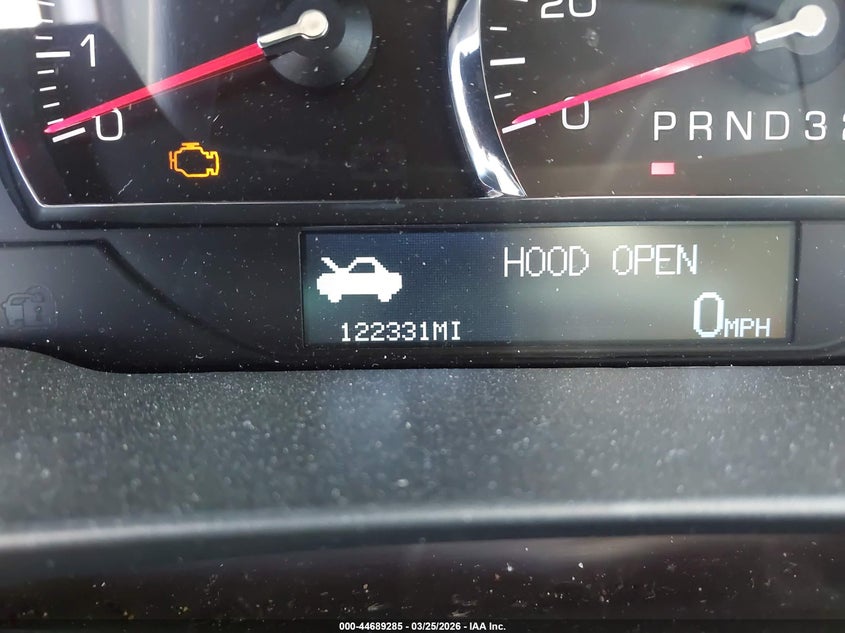 1
0
20
0
PRND32
HOOD OPEN
122331MI
0MPH
000-44689285 - 03/25/2026 - IAA Inc.